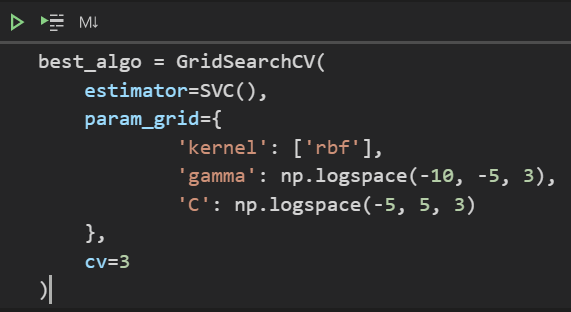 M↓
best_algo = GridSearchCV(
    estimator=SVC(),
    param_grid={
            'kernel': ['rbf'],
            'gamma': np.logspace(-10, -5, 3),
            'C': np.logspace(-5, 5, 3)
    },
    cv=3
)